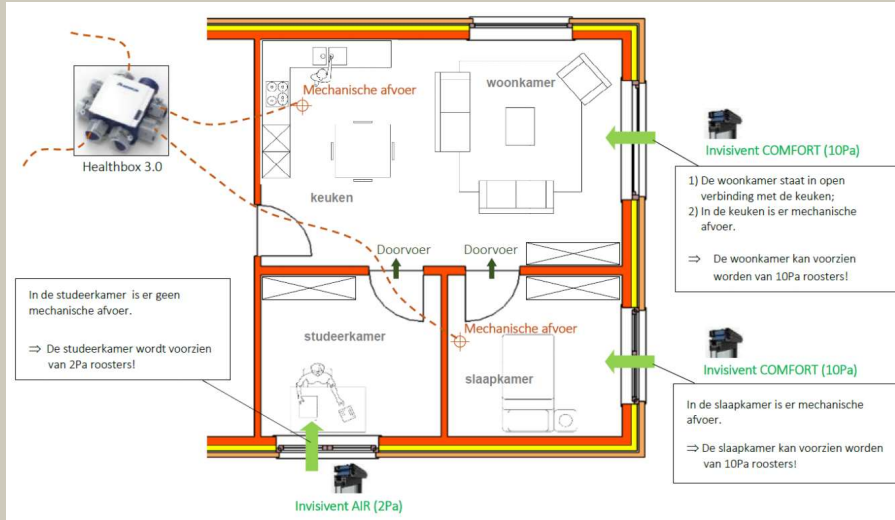 Mechanische afvoer
woonkamer
Healthbox 3.0
keuken
Invisivent COMFORT (10Pa)
1) De woonkamer staat in open
verbinding met de keuken;
2) In de keuken is er mechanische
afvoer.
⇒ De woonkamer kan voorzien
worden van 10Pa roosters!
Doorvoer
Doorvoer
In de studeerkamer is er geen
mechanische afvoer.
⇒ De studeerkamer wordt voorzien
van 2Pa roosters!
studeerkamer
Mechanische afvoer
slaapkamer
Invisivent COMFORT (10Pa)
In de slaapkamer is er mechanische
afvoer.
⇒ De slaapkamer kan voorzien worden
van 10Pa roosters!
Invisivent AIR (2Pa)